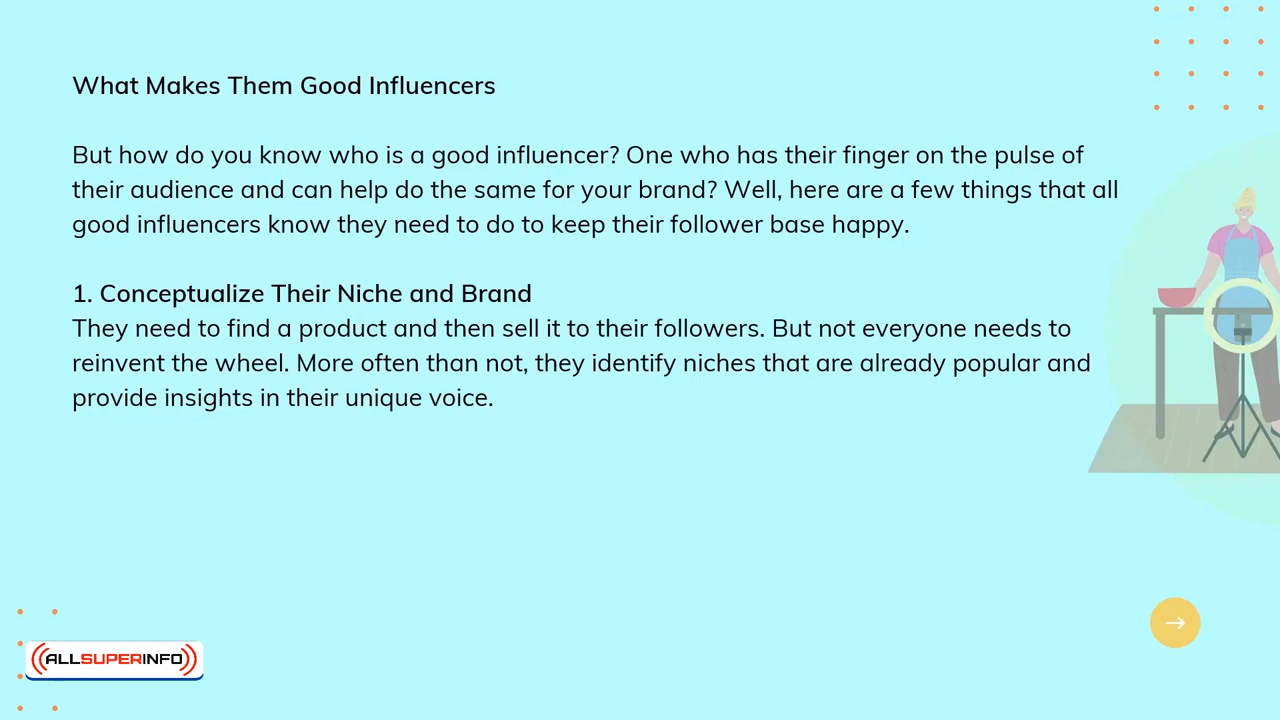 What Makes Them Good Influencers
But how do you know who is a good influencer? One who has their finger on the pulse of
their audience and can help do the same for your brand? Well, here are a few things that all
good influencers know they need to do to keep their follower base happy.
1. Conceptualize Their Niche and Brand
They need to find a product and then sell it to their followers. But not everyone needs to
reinvent the wheel. More often than not, they identify niches that are already popular and
provide insights in their unique voice.
ALLSUPERINFO